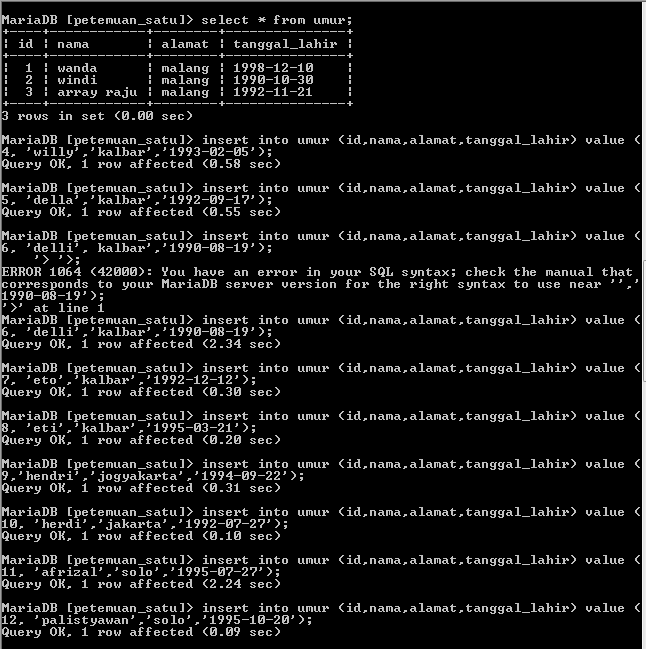 MariaDB [petemuan_satu]> select * from umur;
+----+------------+--------+---------------+
| id | nama       | alamat | tanggal_lahir |
+----+------------+--------+---------------+
|  1 | wanda      | malang | 1998-12-10    |
|  2 | windi      | malang | 1990-10-30    |
|  3 | array raju | malang | 1992-11-21    |
+----+------------+--------+---------------+
3 rows in set (0.00 sec)
MariaDB [petemuan_satu]> insert into umur (id,nama,alamat,tanggal_lahir) value (
4, 'willy','kalbar','1993-02-05');
Query OK, 1 row affected (0.58 sec)
MariaDB [petemuan_satu]> insert into umur (id,nama,alamat,tanggal_lahir) value (
5, 'della','kalbar','1992-09-17');
Query OK, 1 row affected (0.55 sec)
MariaDB [petemuan_satu]> insert into umur (id,nama,alamat,tanggal_lahir) value (
6, 'delli', kalbar','1990-08-19');
    '> '>;
ERROR 1064 (42000): You have an error in your SQL syntax; check the manual that
corresponds to your MariaDB server version for the right syntax to use near '','
1990-08-19');
'>' at line 1
MariaDB [petemuan_satu]> insert into umur (id,nama,alamat,tanggal_lahir) value (
6, 'delli','kalbar','1990-08-19');
Query OK, 1 row affected (2.34 sec)
MariaDB [petemuan_satu]> insert into umur (id,nama,alamat,tanggal_lahir) value (
7, 'eto','kalbar','1992-12-12');
Query OK, 1 row affected (0.30 sec)
MariaDB [petemuan_satu]> insert into umur (id,nama,alamat,tanggal_lahir) value (
8, 'eti','kalbar','1995-03-21');
Query OK, 1 row affected (0.20 sec)
MariaDB [petemuan_satu]> insert into umur (id,nama,alamat,tanggal_lahir) value (
9,'hendri','jogyakarta','1994-09-22');
Query OK, 1 row affected (0.31 sec)
MariaDB [petemuan_satu]> insert into umur (id,nama,alamat,tanggal_lahir) value (
10, 'herdi','jakarta','1992-07-27');
Query OK, 1 row affected (0.10 sec)
MariaDB [petemuan_satu]> insert into umur (id,nama,alamat,tanggal_lahir) value (
11, 'afrizal','solo','1995-07-27');
Query OK, 1 row affected (2.24 sec)
MariaDB [petemuan_satu]> insert into umur (id,nama,alamat,tanggal_lahir) value (
12, 'palistyawan','solo','1995-10-20');
Query OK, 1 row affected (0.09 sec)